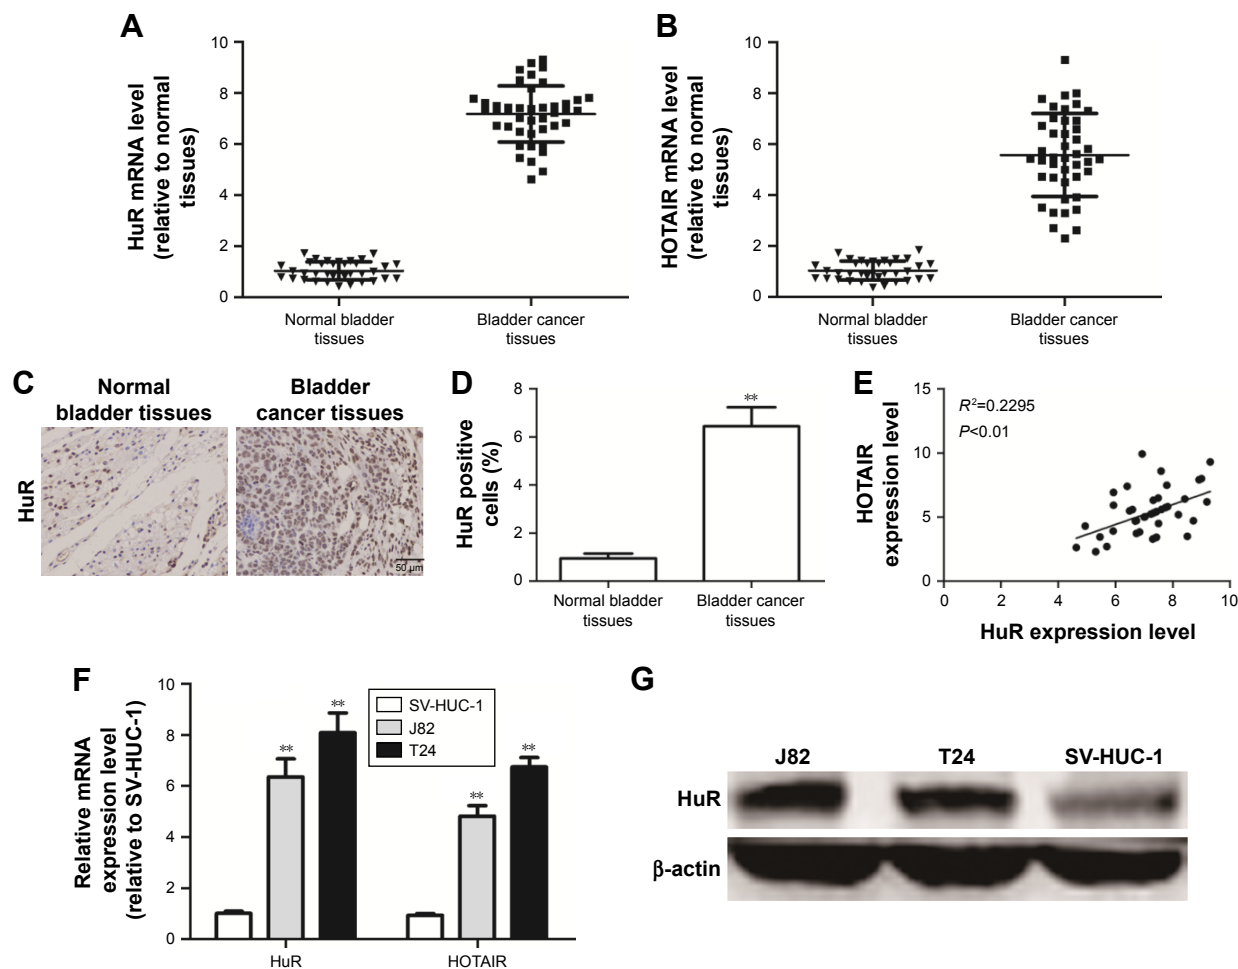 A
HuR mRNA level
(relative to normal
tissues)
10
8
6
4
2
0
Normal bladder
tissues
Bladder cancer
tissues
B
HOTAIR mRNA level
(relative to normal
tissues)
10
8
6
4
2
0
Normal bladder
tissues
Bladder cancer
tissues
C
Normal
bladder tissues
Bladder
cancer tissues
HuR
50 µm
D
HuR positive
cells (%)
8
6
4
2
0
**
Normal bladder
tissues
Bladder cancer
tissues
E
HOTAIR
expression level
15
10
5
0
R²=0.2295
P<0.01
0 2 4 6 8 10
HuR expression level
F
Relative mRNA
expression level
(relative to SV-HUC-1)
10
8
6
4
2
0
** ** ** **
SV-HUC-1
J82
T24
HuR HOTAIR
G
J82 T24 SV-HUC-1
HuR
β-actin